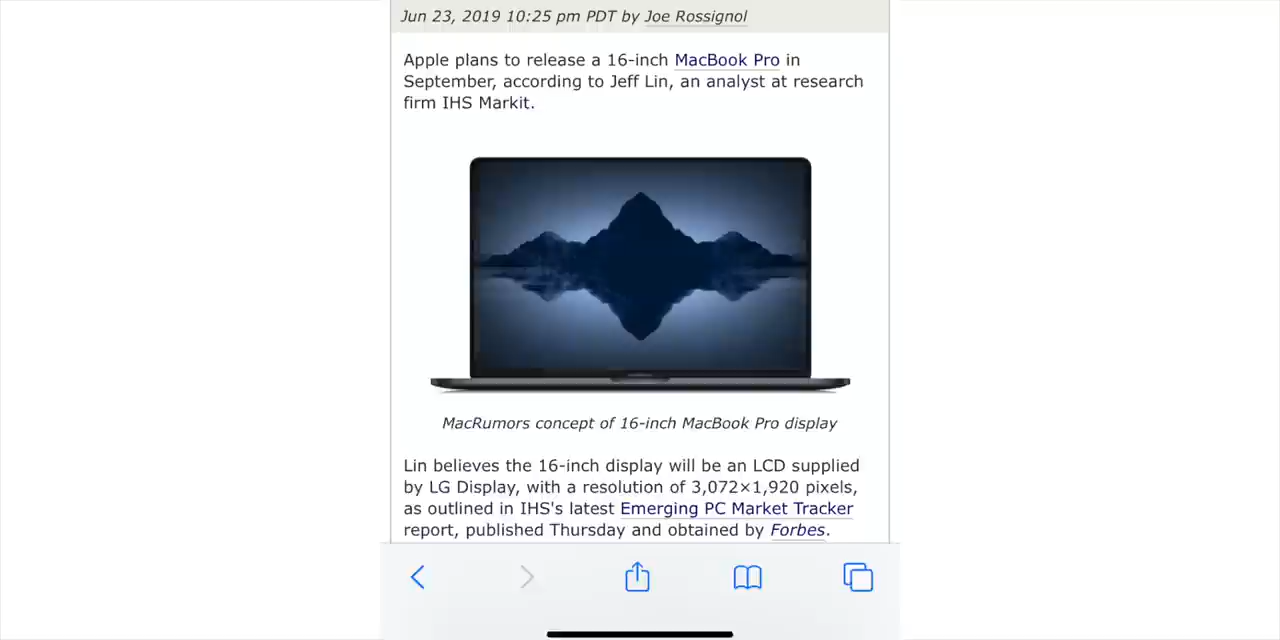 Jun 23, 2019 10:25 pm PDT by Joe Rossignol
Apple plans to release a 16-inch MacBook Pro in
September, according to Jeff Lin, an analyst at research
firm IHS Markit.
MacRumors concept of 16-inch MacBook Pro display
Lin believes the 16-inch display will be an LCD supplied
by LG Display, with a resolution of 3,072×1,920 pixels,
as outlined in IHS's latest Emerging PC Market Tracker
report, published Thursday and obtained by Forbes.